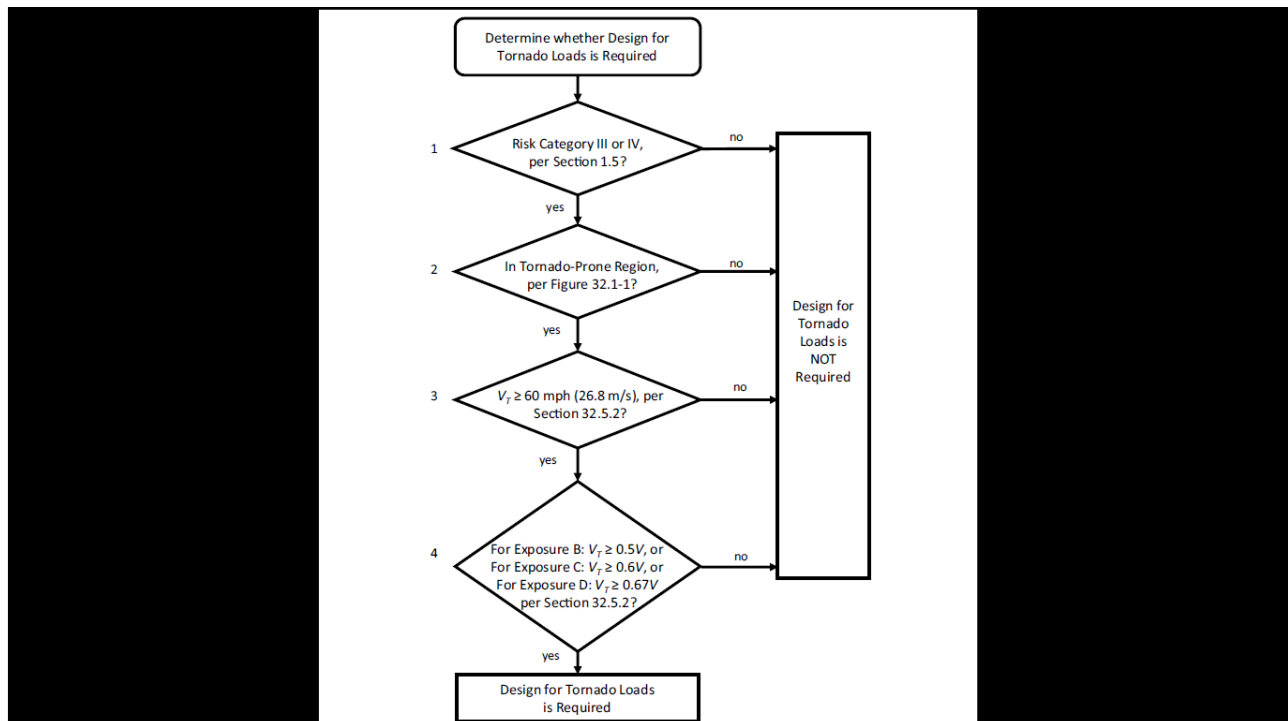 Determine whether Design for
Tornado Loads is Required
1
Risk Category III or IV,
per Section 1.5?
no
yes
2
In Tornado-Prone Region,
per Figure 32.1-1?
no
yes
3
V_T ≥ 60 mph (26.8 m/s), per
Section 32.5.2?
no
yes
4
For Exposure B: V_T ≥ 0.5V, or
For Exposure C: V_T ≥ 0.6V, or
For Exposure D: V_T ≥ 0.67V
per Section 32.5.2?
no
yes
Design for Tornado Loads
is Required
Design for
Tornado
Loads is
NOT
Required